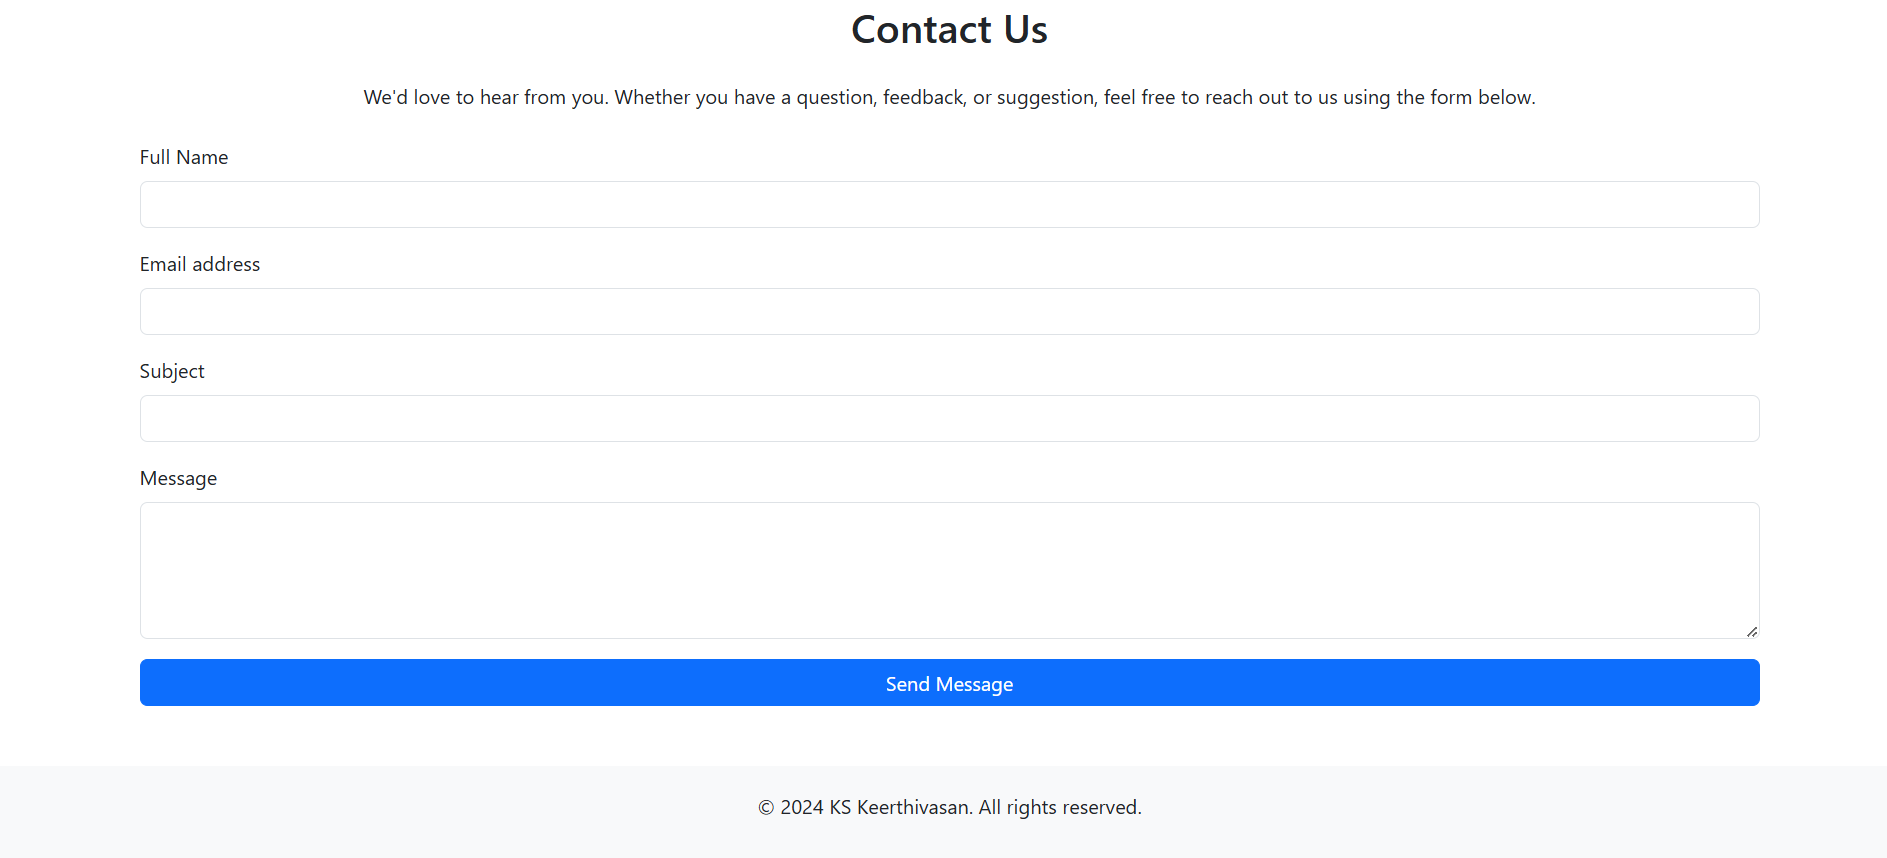 Contact Us
We'd love to hear from you. Whether you have a question, feedback, or suggestion, feel free to reach out to us using the form below.
Full Name
Email address
Subject
Message
Send Message
© 2024 KS Keerthivasan. All rights reserved.